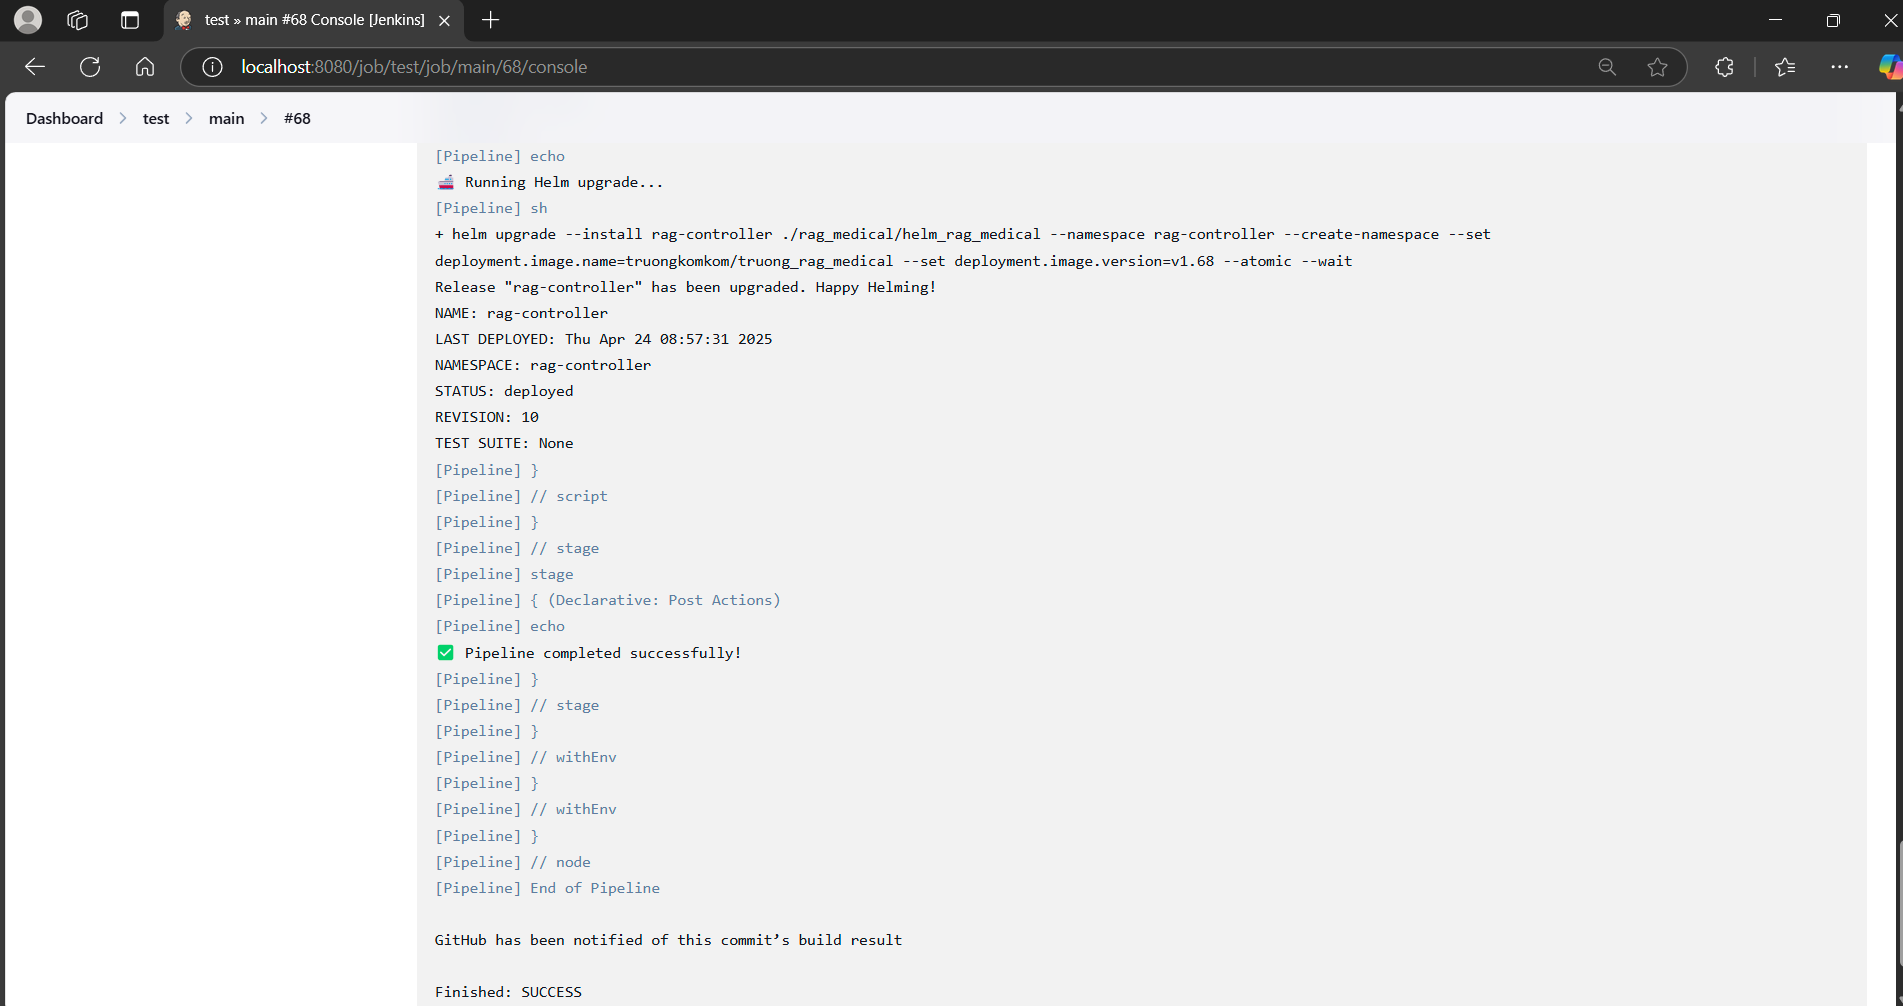 test » main #68 Console [Jenkins]
localhost:8080/job/test/job/main/68/console
Dashboard > test > main > #68
[Pipeline] echo
🚢 Running Helm upgrade...
[Pipeline] sh
+ helm upgrade --install rag-controller ./rag_medical/helm_rag_medical --namespace rag-controller --create-namespace --set
deployment.image.name=truongkomkom/truong_rag_medical --set deployment.image.version=v1.68 --atomic --wait
Release "rag-controller" has been upgraded. Happy Helming!
NAME: rag-controller
LAST DEPLOYED: Thu Apr 24 08:57:31 2025
NAMESPACE: rag-controller
STATUS: deployed
REVISION: 10
TEST SUITE: None
[Pipeline] }
[Pipeline] // script
[Pipeline] }
[Pipeline] // stage
[Pipeline] stage
[Pipeline] { (Declarative: Post Actions)
[Pipeline] echo
✅ Pipeline completed successfully!
[Pipeline] }
[Pipeline] // stage
[Pipeline] }
[Pipeline] // withEnv
[Pipeline] }
[Pipeline] // withEnv
[Pipeline] }
[Pipeline] // node
[Pipeline] End of Pipeline
GitHub has been notified of this commit’s build result
Finished: SUCCESS